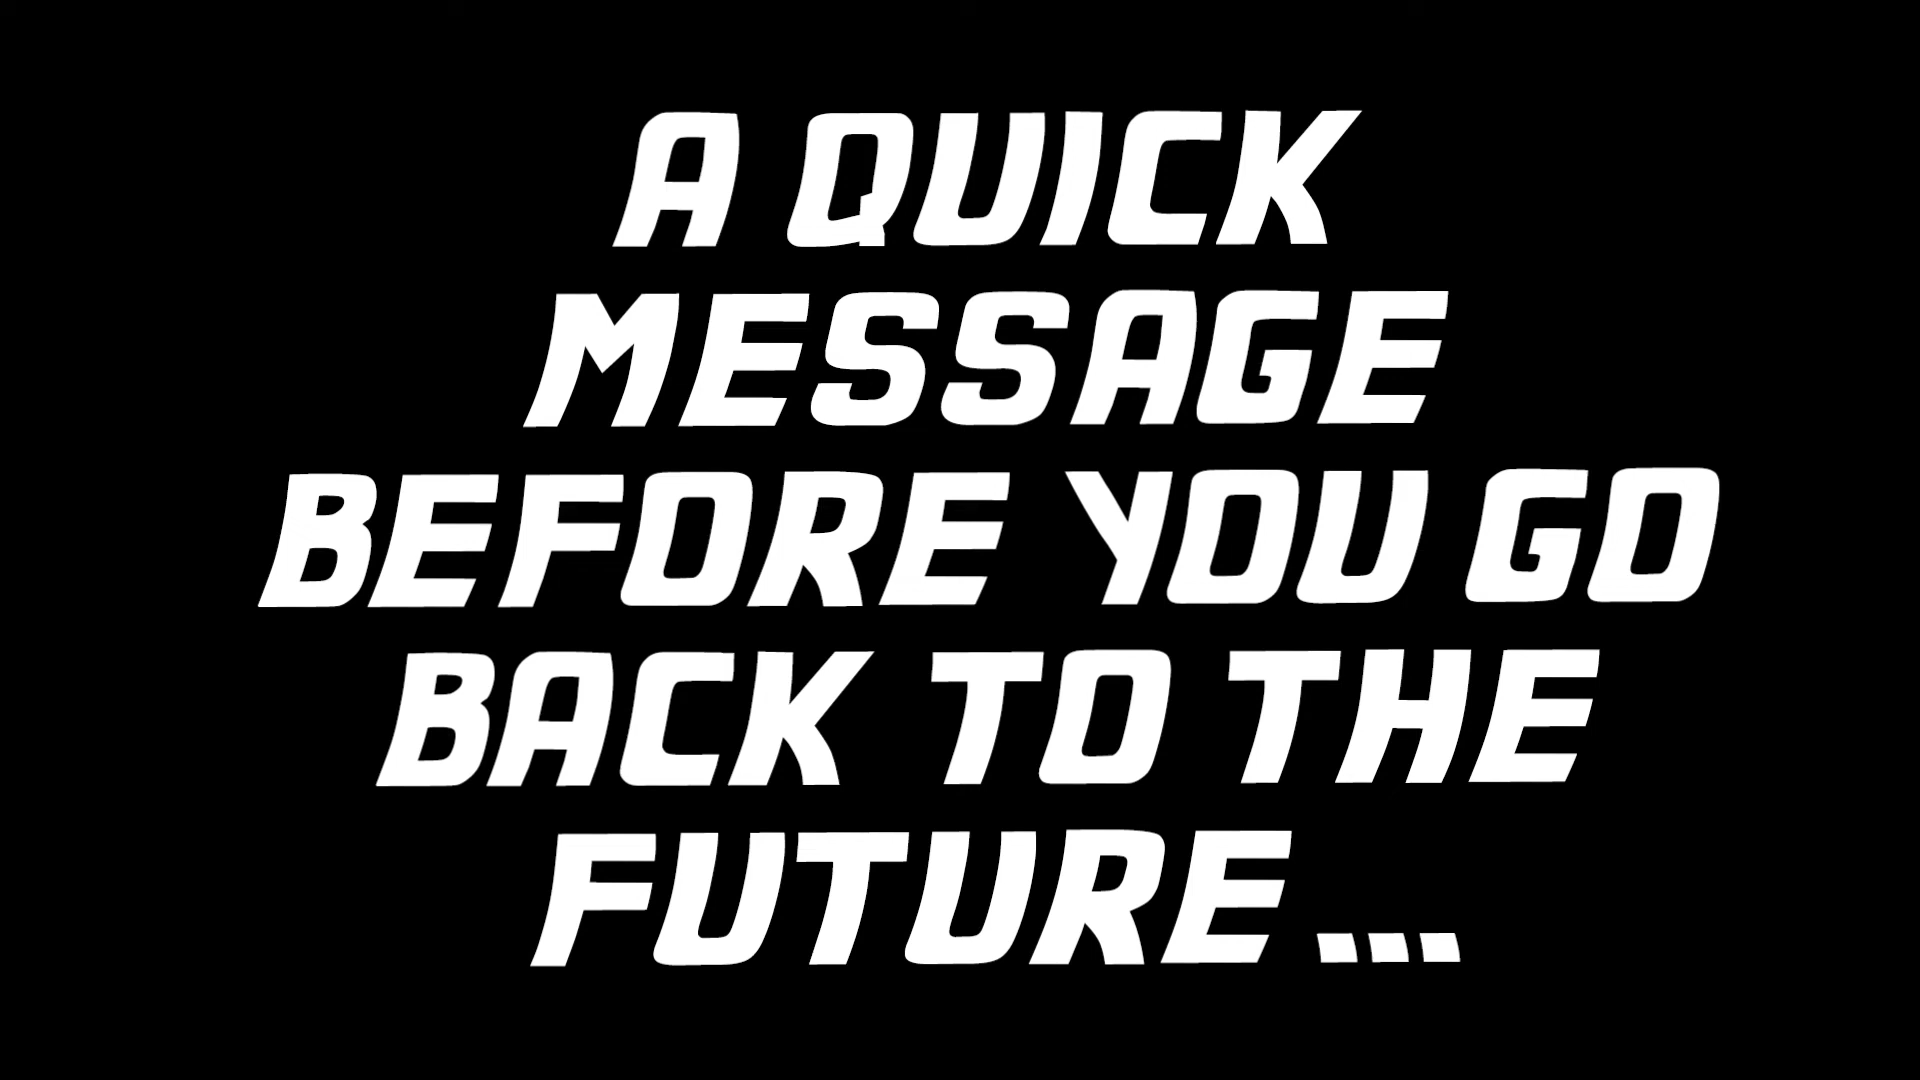 A QUICK
MESSAGE
BEFORE YOU GO
BACK TO THE
FUTURE...